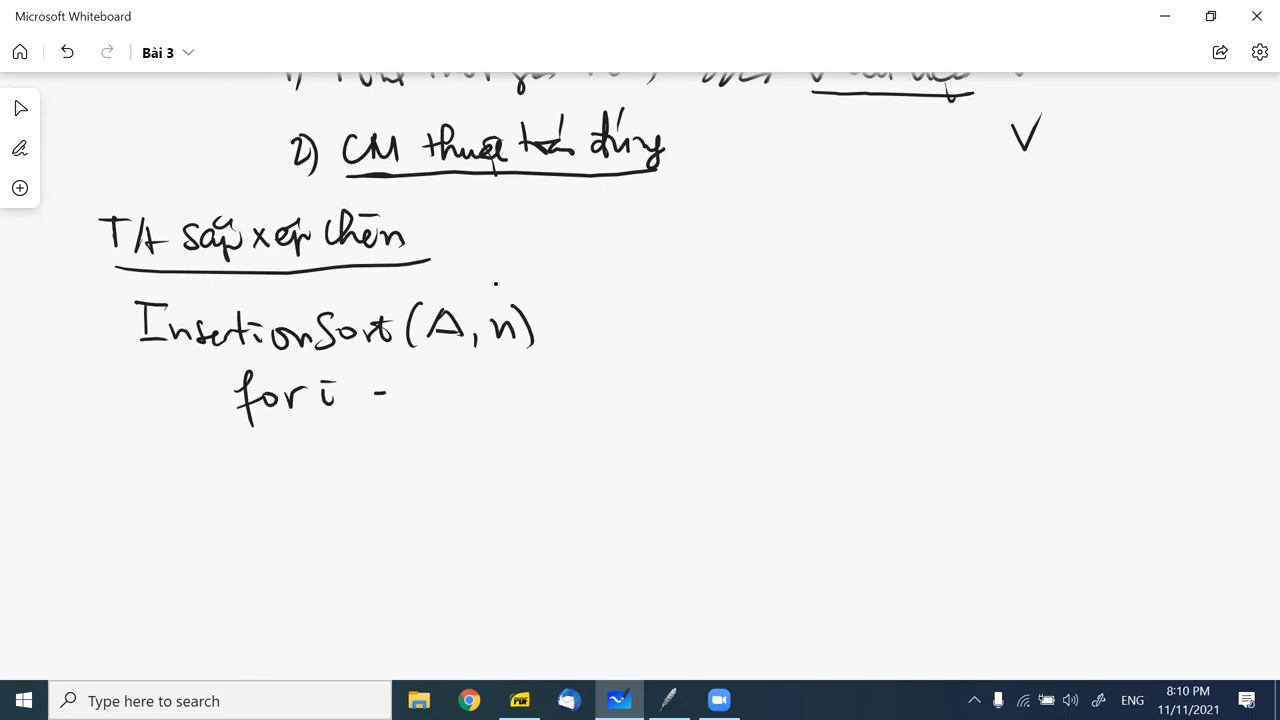 Microsoft Whiteboard
Bài 3
V
2) CM thuật toán đúng
T/t sắp xếp chèn
InsertionSort(A, n)
for i -
Type here to search
ENG
8:10 PM
11/11/2021